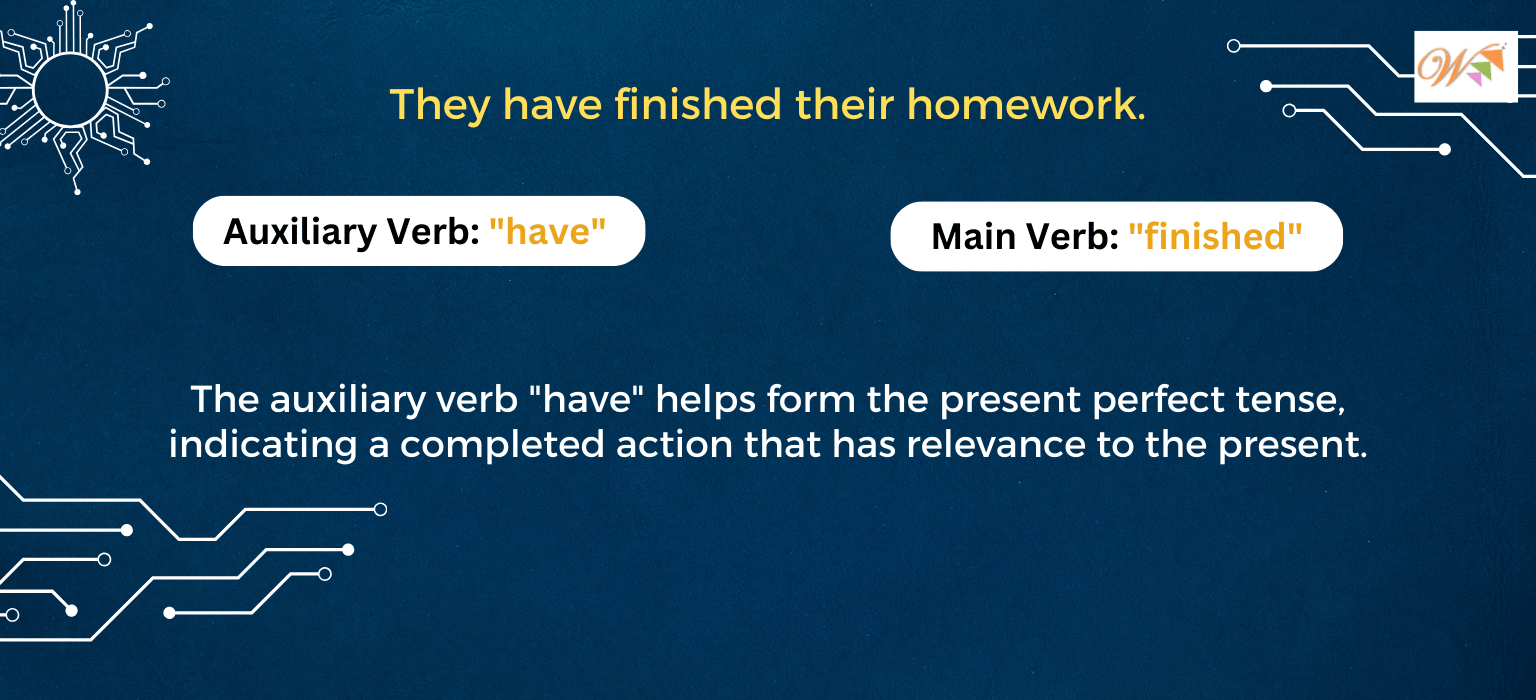 They have finished their homework.
Auxiliary Verb: "have"
Main Verb: "finished"
The auxiliary verb "have" helps form the present perfect tense,
indicating a completed action that has relevance to the present.
W